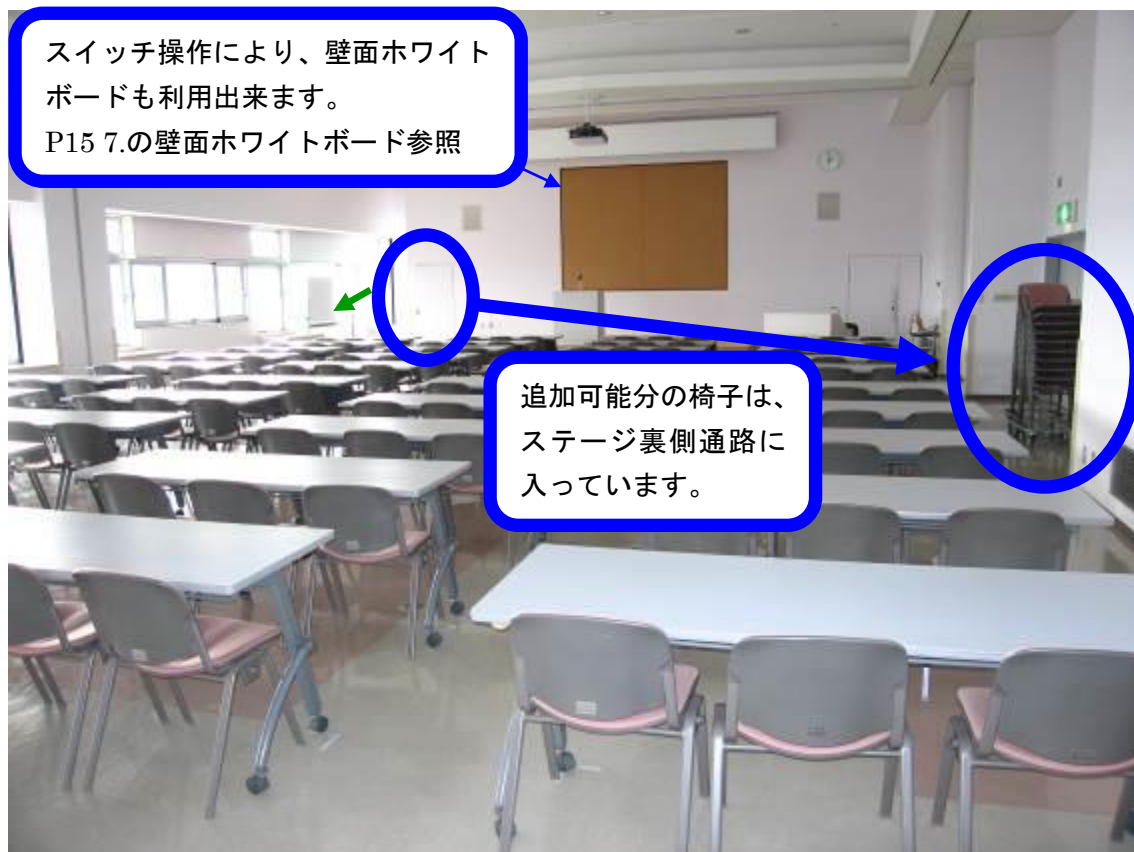 スイッチ操作により、壁面ホワイト
ボードも利用出来ます。
P15 7.の壁面ホワイトボード参照
追加可能分の椅子は、
ステージ裏側通路に
入っています。